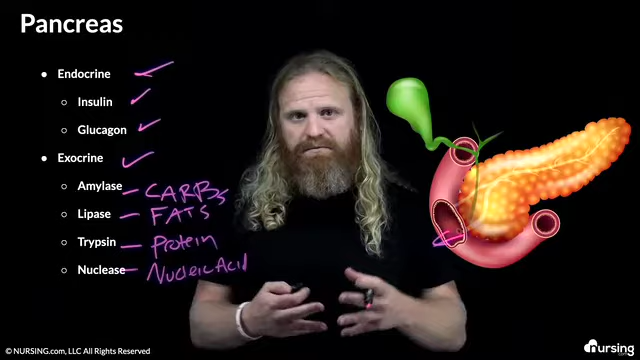 Pancreas
• Endocrine
○ Insulin
○ Glucagon
• Exocrine
○ Amylase – CARBs
○ Lipase – FATS
○ Trypsin – Protein
○ Nuclease – Nucleic Acid
© NURSING.com, LLC All Rights Reserved
nursing